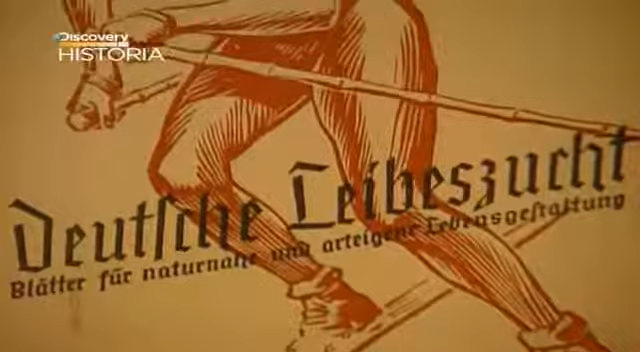 Discovery
HISTORIA
Deutsche Leibeszucht
Blätter für naturnahe und arteigene Lebensgestaltung